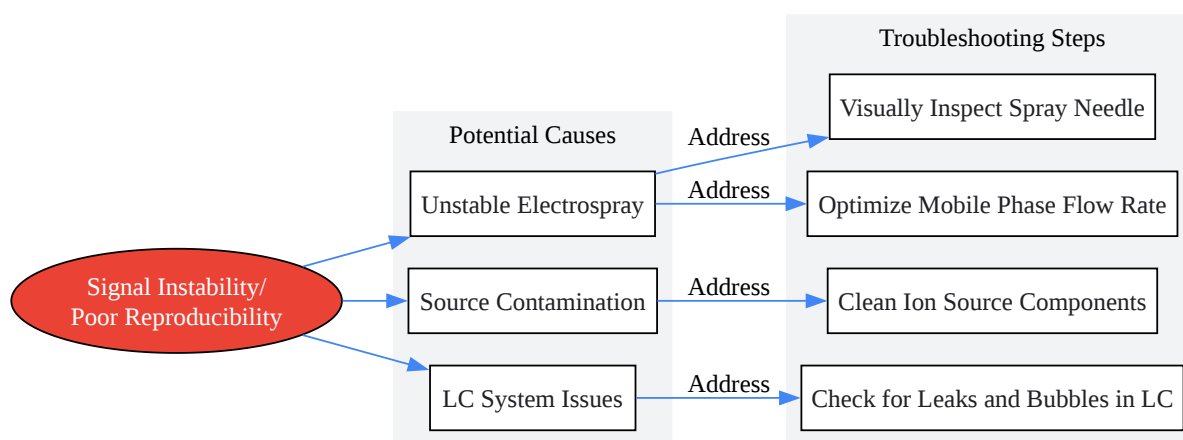 Troubleshooting Steps
Visually Inspect Spray Needle
Potential Causes
Address
Unstable Electrospray
Address
Optimize Mobile Phase Flow Rate
Signal Instability/
Poor Reproducibility
Source Contamination
Address
Clean Ion Source Components
LC System Issues
Address
Check for Leaks and Bubbles in LC